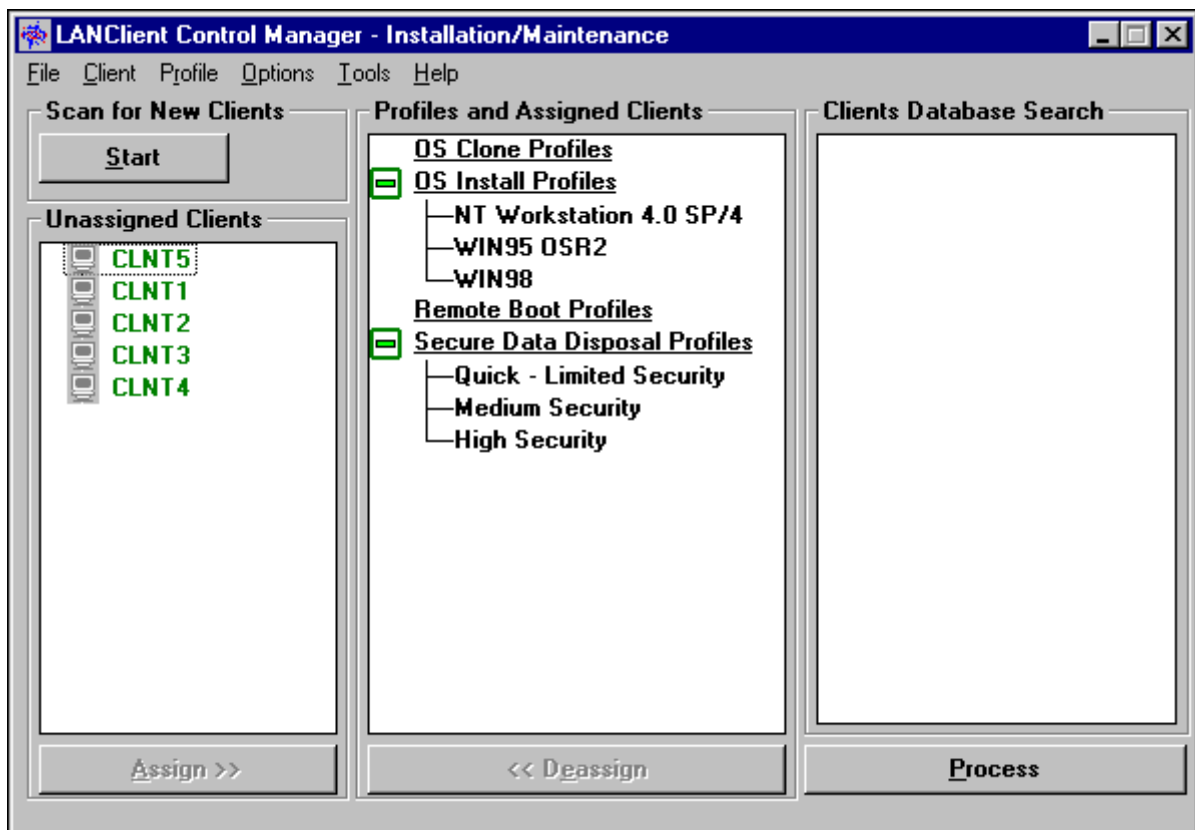 LANClient Control Manager - Installation/Maintenance
File Client Profile Options Tools Help
Scan for New Clients
Start
Unassigned Clients
CLNT5
CLNT1
CLNT2
CLNT3
CLNT4
Assign >>
Profiles and Assigned Clients
OS Clone Profiles
OS Install Profiles
NT Workstation 4.0 SP/4
WIN95 OSR2
WIN98
Remote Boot Profiles
Secure Data Disposal Profiles
Quick - Limited Security
Medium Security
High Security
<< Deassign
Clients Database Search
Process